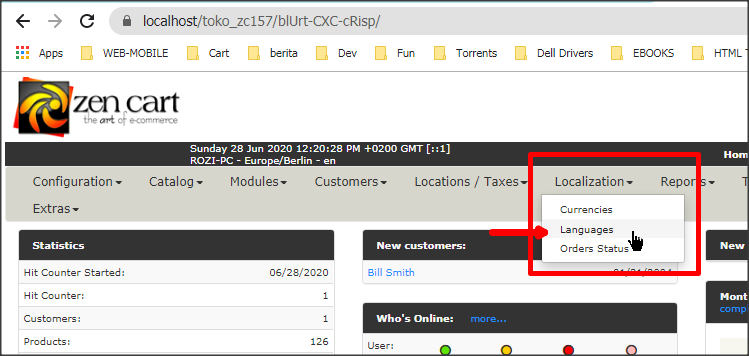 localhost/toko_zc157/blUrt-CXC-cRisp/
Apps WEB-MOBILE Cart berita Dev Fun Torrents Dell Drivers EBOOKS HTML T
zen cart
the art of e-commerce
Sunday 28 Jun 2020 12:20:28 PM +0200 GMT [::1]
ROZI-PC - Europe/Berlin - en
Hom
Configuration Catalog Modules Customers Locations / Taxes Localization Reports T
Extras
Currencies
Languages
Orders Status
Statistics
Hit Counter Started: 06/28/2020
Hit Counter: 1
Customers: 1
Products: 126
New customers:
Bill Smith
Who's Online: more...
User:
New
Mont
comp